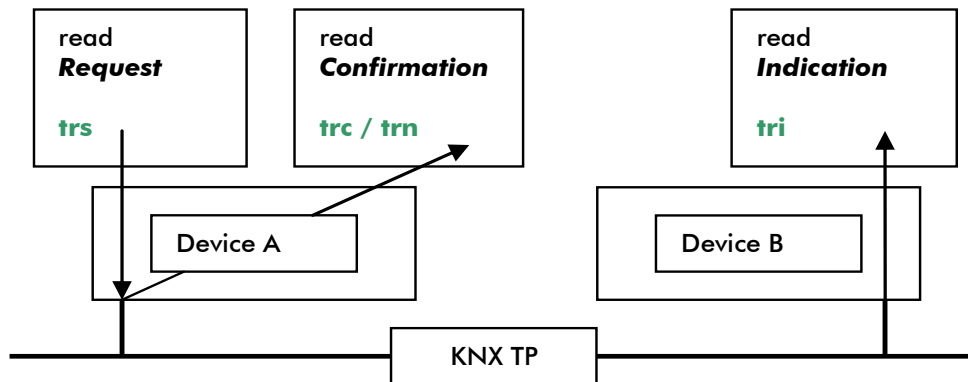 read
Request
trs
read
Confirmation
trc / trn
read
Indication
tri
Device A
Device B
KNX TP